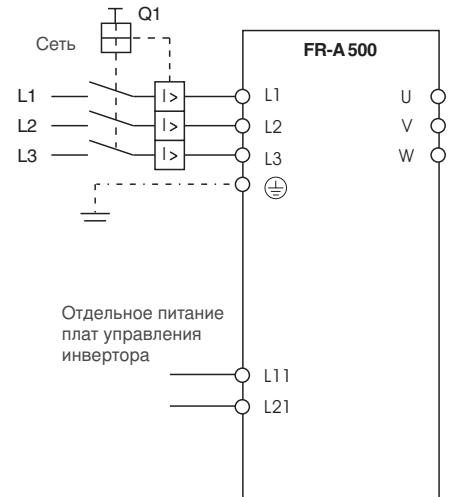 Q1
Сеть
FR-A 500
L1 I> L1 U
L2 I> L2 V
L3 I> L3 W
Отдельное питание
плат управления
инвертора
L11
L21